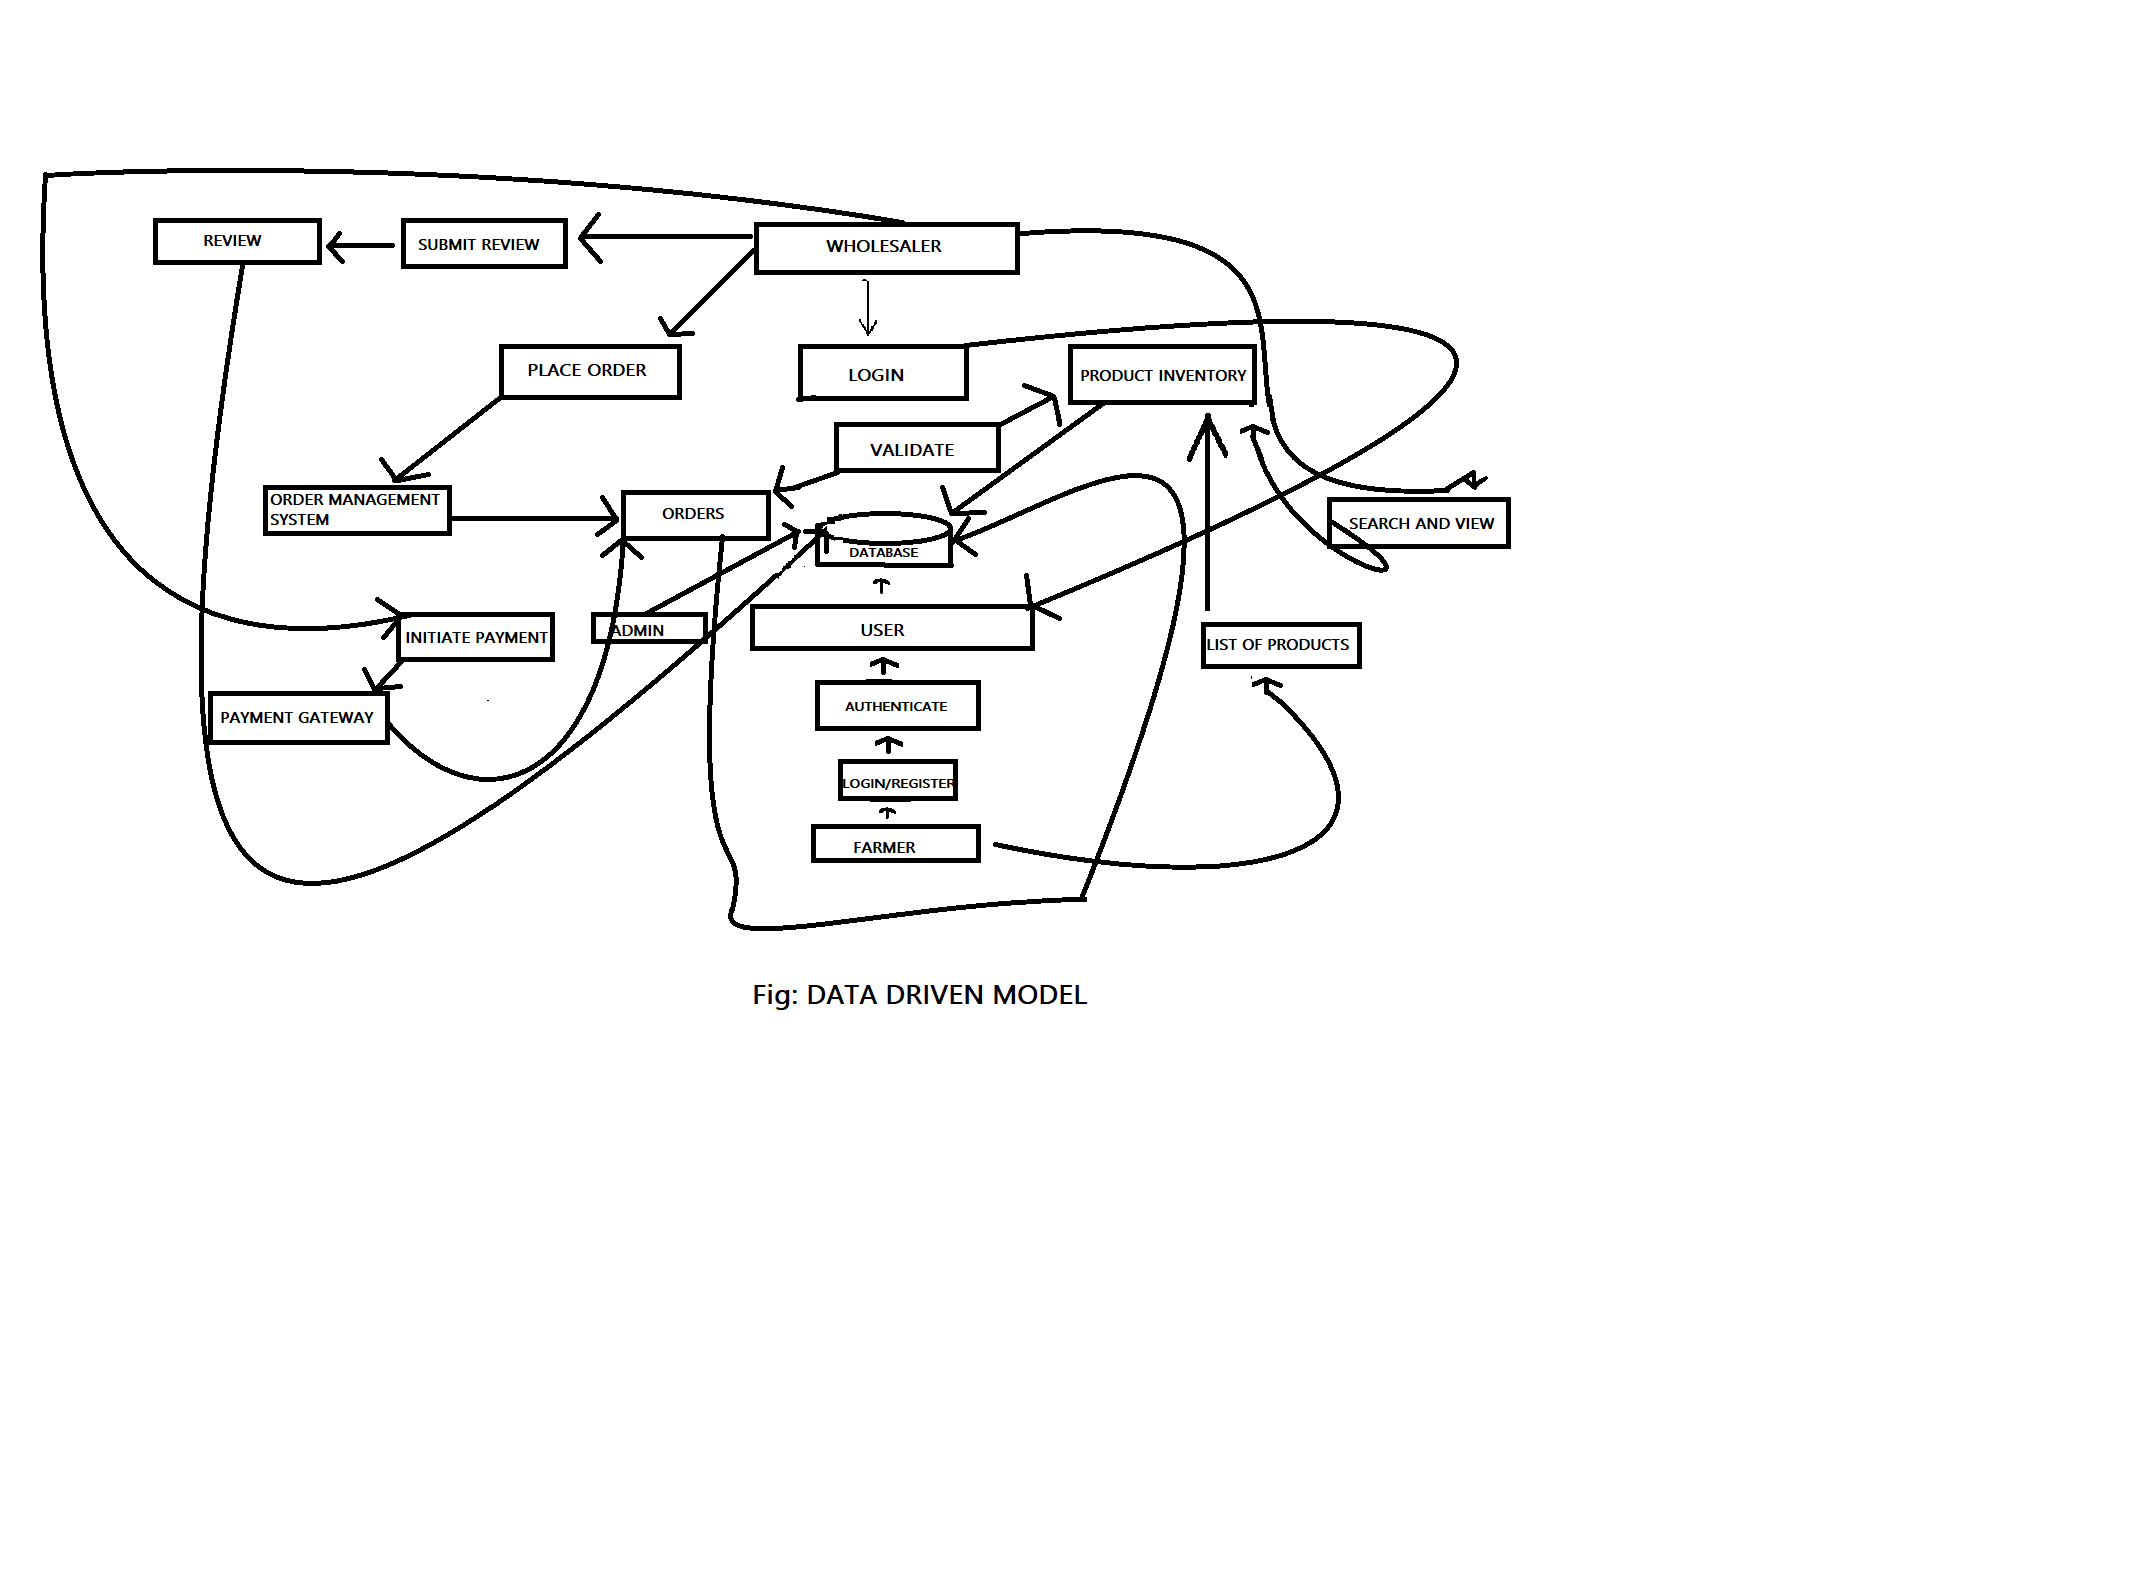 REVIEW
SUBMIT REVIEW
WHOLESALER
PLACE ORDER
LOGIN
PRODUCT INVENTORY
VALIDATE
ORDER MANAGEMENT
SYSTEM
ORDERS
SEARCH AND VIEW
DATABASE
INITIATE PAYMENT
ADMIN
USER
LIST OF PRODUCTS
PAYMENT GATEWAY
AUTHENTICATE
LOGIN/REGISTER
FARMER
Fig: DATA DRIVEN MODEL